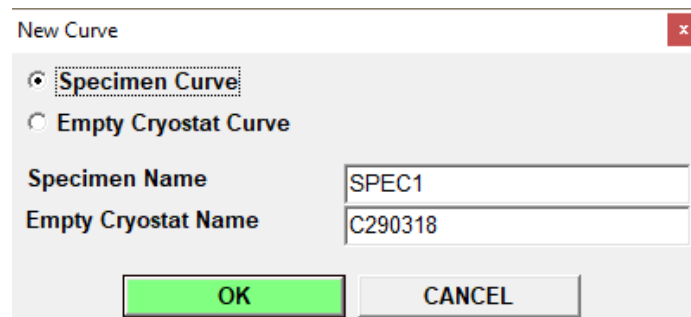 New Curve
x
Specimen Curve
Empty Cryostat Curve
Specimen Name SPEC1
Empty Cryostat Name C290318
OK CANCEL